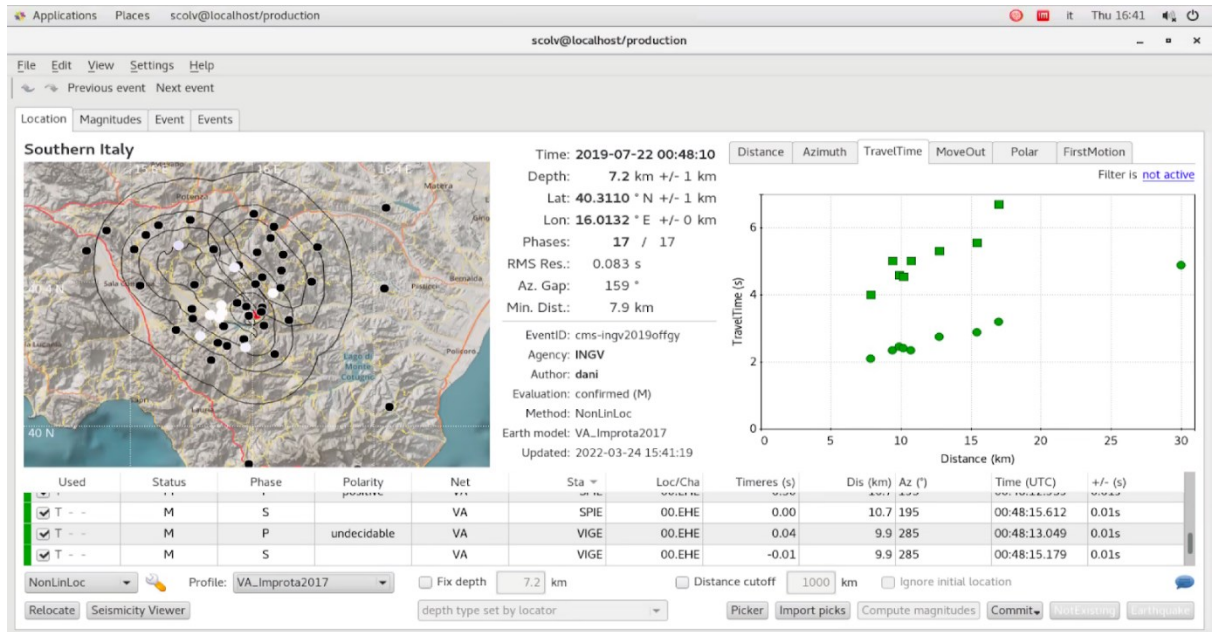 Applications Places scolv@localhost/production it Thu 16:41
scolv@localhost/production
File Edit View Settings Help
Previous event Next event
Location Magnitudes Event Events
Southern Italy
Potenza
Matera
Bernalda
Policoro
Lago di
Monte
Cotugno
Lauria
40 N
Time: 2019-07-22 00:48:10
Depth: 7.2 km +/- 1 km
Lat: 40.3110 ° N +/- 1 km
Lon: 16.0132 ° E +/- 0 km
Phases: 17 / 17
RMS Res.: 0.083 s
Az. Gap: 159 °
Min. Dist.: 7.9 km
EventID: cms-ingv2019offgy
Agency: INGV
Author: dani
Evaluation: confirmed (M)
Method: NonLinLoc
Earth model: VA_Improta2017
Updated: 2022-03-24 15:41:19
Distance Azimuth TravelTime MoveOut Polar FirstMotion
Filter is not active
TravelTime (s)
6
4
2
0
0 5 10 15 20 25 30
Distance (km)
Used Status Phase Polarity Net Sta Loc/Cha Timeres (s) Dis (km) Az (°) Time (UTC) +/- (s)
T - - M S VA SPIE 00.EHE 0.00 10.7 195 00:48:15.612 0.01s
T - - M P undecidable VA VIGE 00.EHE 0.04 9.9 285 00:48:13.049 0.01s
T - - M S VA VIGE 00.EHE -0.01 9.9 285 00:48:15.179 0.01s
NonLinLoc Profile: VA_Improta2017 Fix depth 7.2 km Distance cutoff 1000 km Ignore initial location
Relocate Seismicity Viewer depth type set by locator Picker Import picks Compute magnitudes Commit NotExisting Earthquake